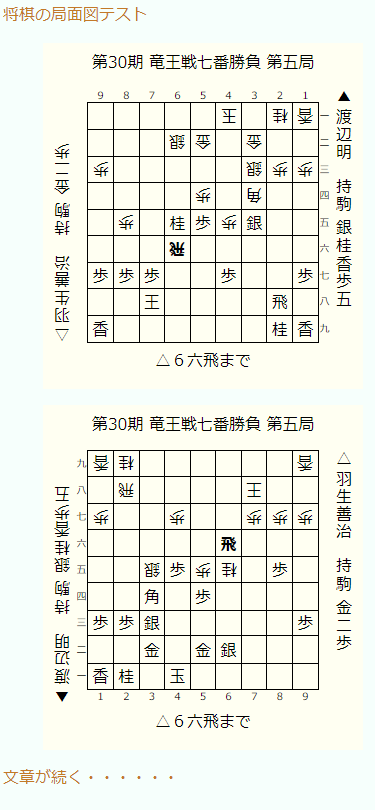 将棋の局面図テスト
第30期 竜王戦七番勝負 第五局
9 8 7 6 5 4 3 2 1
玉 桂 香 一
銀 金 金 二
歩 銀 歩 歩 三
歩 角 四
歩 桂 歩 歩 銀 五
飛 六
歩 歩 歩 歩 歩 七
王 飛 八
香 桂 香 九
▲渡辺明 持駒 銀桂香歩五
△羽生善治 持駒 金二歩
△６六飛まで
第30期 竜王戦七番勝負 第五局
九 香 桂 香
八 飛 王
七 歩 歩 歩 歩 歩
六 飛
五 銀 歩 歩 桂 歩
四 角 歩
三 歩 歩 銀 歩
二 金 金 銀
一 香 桂 玉
1 2 3 4 5 6 7 8 9
△羽生善治 持駒 金二歩
▲渡辺明 持駒 銀桂香歩五
△６六飛まで
文章が続く・・・・・・